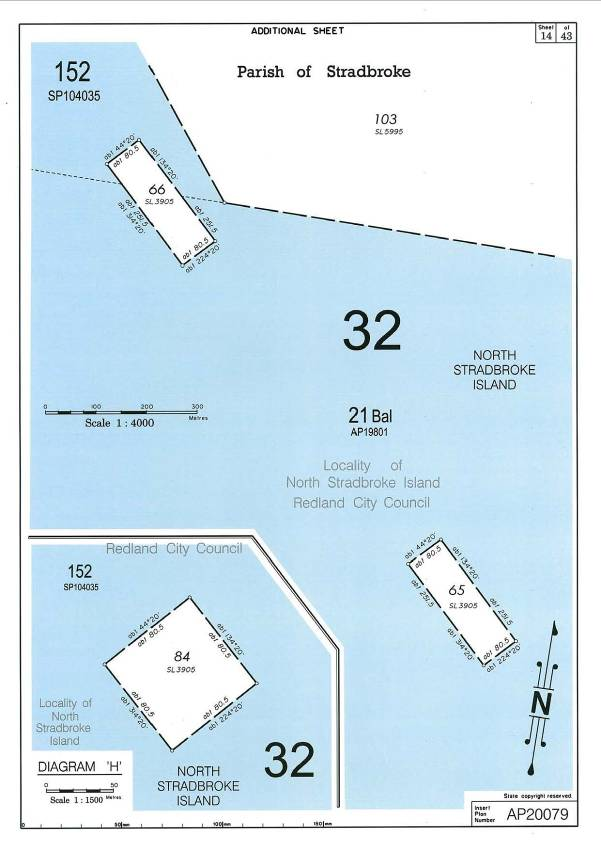 ADDITIONAL SHEET
Sheet of
14 43
152
SP104035
Parish of Stradbroke
103
SL5995
abt 44°20'
abt 80.5
abt 134°20'
66
SL3905
abt 251.5
abt 251.5
abt 314°20'
abt 80.5
abt 224°20'
32
NORTH
STRADBROKE
ISLAND
0 100 200 300
Metres
Scale 1 : 4000
21 Bal
AP19801
Locality of
North Stradbroke Island
Redland City Council
Redland City Council
152
SP104035
abt 44°20'
abt 80.5
abt 134°20'
abt 80.5
84
SL3905
abt 80.5
abt 314°20'
abt 80.5
abt 224°20'
Locality of
North
Stradbroke
Island
32
NORTH
STRADBROKE
ISLAND
DIAGRAM 'H'
0 50
Scale 1 : 1500 Metres
abt 44°20'
abt 80.5
abt 134°20'
65
SL3905
abt 251.5
abt 251.5
abt 314°20'
abt 80.5
abt 224°20'
N
State copyright reserved
Insert
Plan
Number
AP20079
0 50mm 100mm 150mm